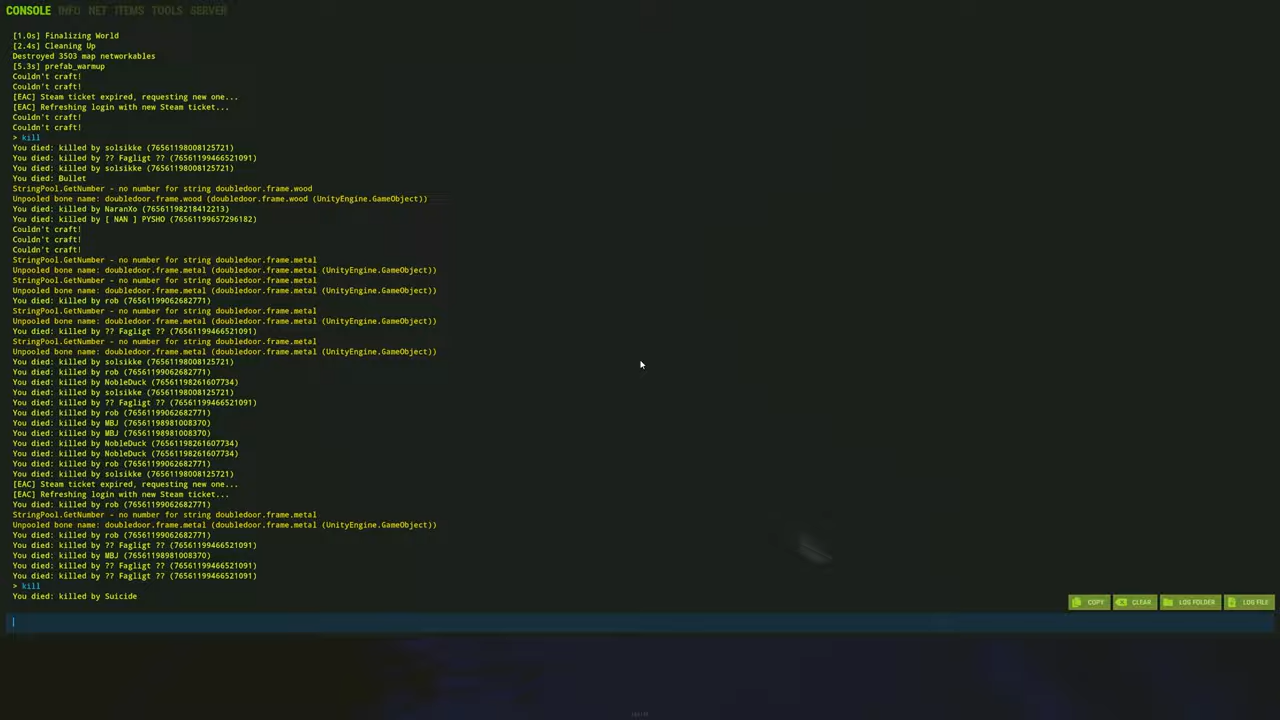 CONSOLE INFO NET ITEMS TOOLS SERVER
[1.0s] Finalizing World
[2.4s] Cleaning Up
Destroyed 3503 map networkables
[5.3s] prefab_warmup
Couldn't craft!
Couldn't craft!
[EAC] Steam ticket expired, requesting new one...
[EAC] Refreshing login with new Steam ticket...
Couldn't craft!
Couldn't craft!
> kill
You died: killed by solsikke (76561198008125721)
You died: killed by ?? Fagligt ?? (76561199466521091)
You died: killed by solsikke (76561198008125721)
You died: Bullet
StringPool.GetNumber - no number for string doubledoor.frame.wood
Unpooled bone name: doubledoor.frame.wood (doubledoor.frame.wood (UnityEngine.GameObject))
You died: killed by NaranXo (76561198218412213)
You died: killed by [ NAN ] PYSHO (76561199657296182)
Couldn't craft!
Couldn't craft!
Couldn't craft!
StringPool.GetNumber - no number for string doubledoor.frame.metal
Unpooled bone name: doubledoor.frame.metal (doubledoor.frame.metal (UnityEngine.GameObject))
StringPool.GetNumber - no number for string doubledoor.frame.metal
Unpooled bone name: doubledoor.frame.metal (doubledoor.frame.metal (UnityEngine.GameObject))
You died: killed by rob (76561199062682771)
StringPool.GetNumber - no number for string doubledoor.frame.metal
Unpooled bone name: doubledoor.frame.metal (doubledoor.frame.metal (UnityEngine.GameObject))
You died: killed by ?? Fagligt ?? (76561199466521091)
StringPool.GetNumber - no number for string doubledoor.frame.metal
Unpooled bone name: doubledoor.frame.metal (doubledoor.frame.metal (UnityEngine.GameObject))
You died: killed by solsikke (76561198008125721)
You died: killed by rob (76561199062682771)
You died: killed by NobleDuck (76561198261607734)
You died: killed by solsikke (76561198008125721)
You died: killed by ?? Fagligt ?? (76561199466521091)
You died: killed by rob (76561199062682771)
You died: killed by MBJ (76561198981008370)
You died: killed by MBJ (76561198981008370)
You died: killed by NobleDuck (76561198261607734)
You died: killed by NobleDuck (76561198261607734)
You died: killed by rob (76561199062682771)
You died: killed by solsikke (76561198008125721)
[EAC] Steam ticket expired, requesting new one...
[EAC] Refreshing login with new Steam ticket...
You died: killed by rob (76561199062682771)
StringPool.GetNumber - no number for string doubledoor.frame.metal
Unpooled bone name: doubledoor.frame.metal (doubledoor.frame.metal (UnityEngine.GameObject))
You died: killed by rob (76561199062682771)
You died: killed by ?? Fagligt ?? (76561199466521091)
You died: killed by MBJ (76561198981008370)
You died: killed by ?? Fagligt ?? (76561199466521091)
You died: killed by ?? Fagligt ?? (76561199466521091)
> kill
You died: killed by Suicide
COPY CLEAR LOG FOLDER LOG FILE